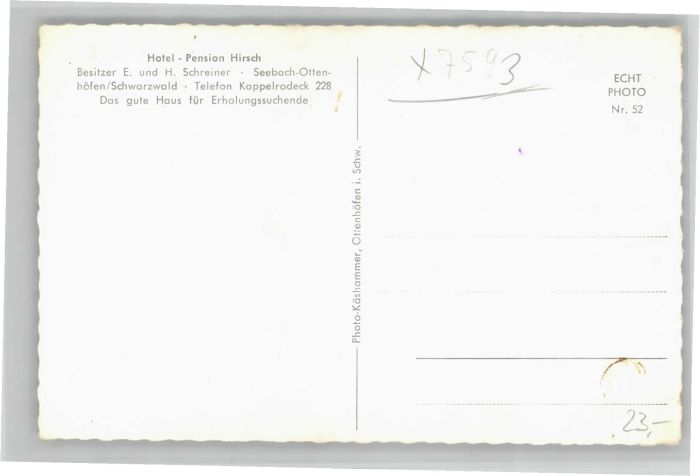 Hotel - Pension Hirsch
Besitzer E. und H. Schreiner · Seebach-Otten-
höfen/Schwarzwald · Telefon Kappelrodeck 228
Das gute Haus für Erholungssuchende
Photo-Käshammer, Ottenhöfen i. Schw.
X7593
ECHT
PHOTO
Nr. 52
23,-